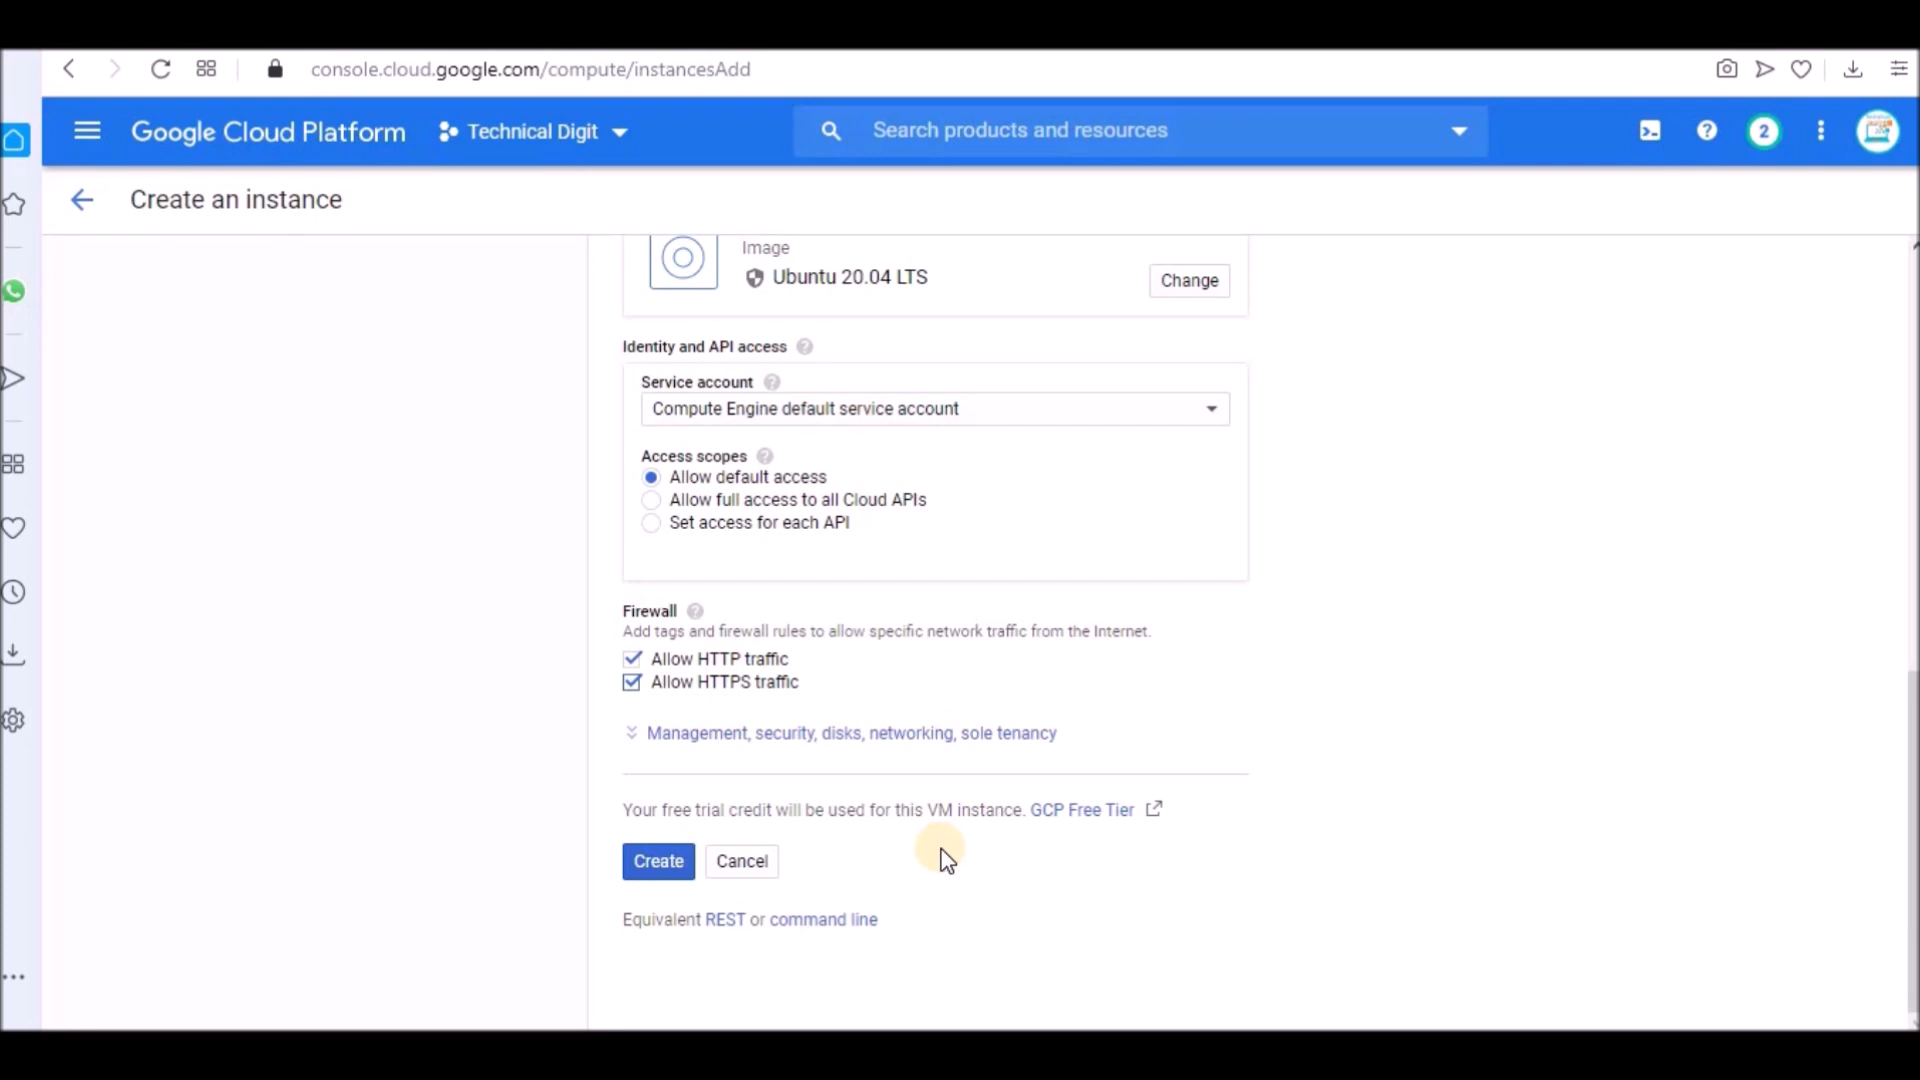 console.cloud.google.com/compute/instancesAdd
Google Cloud Platform
Technical Digit
Search products and resources
2
Create an instance
Image
Ubuntu 20.04 LTS
Change
Identity and API access
Service account
Compute Engine default service account
Access scopes
Allow default access
Allow full access to all Cloud APIs
Set access for each API
Firewall
Add tags and firewall rules to allow specific network traffic from the Internet.
Allow HTTP traffic
Allow HTTPS traffic
Management, security, disks, networking, sole tenancy
Your free trial credit will be used for this VM instance. GCP Free Tier
Create
Cancel
Equivalent REST or command line